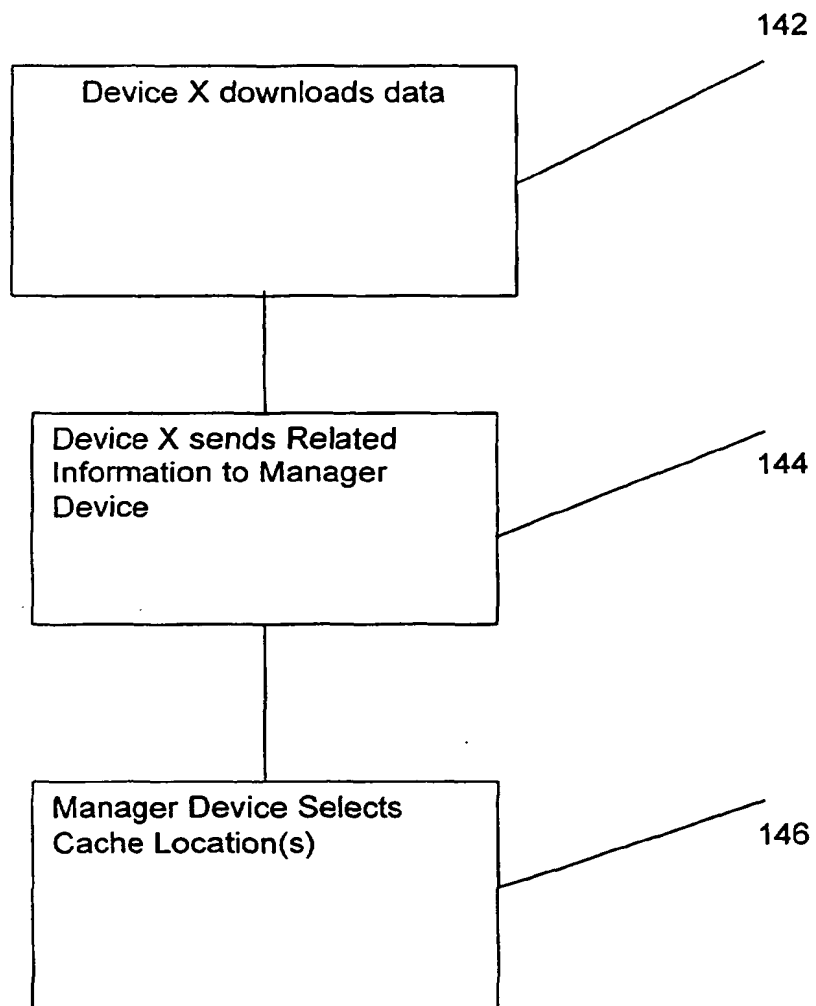 142
Device X downloads data
Device X sends Related
Information to Manager
Device
144
Manager Device Selects
Cache Location(s)
146